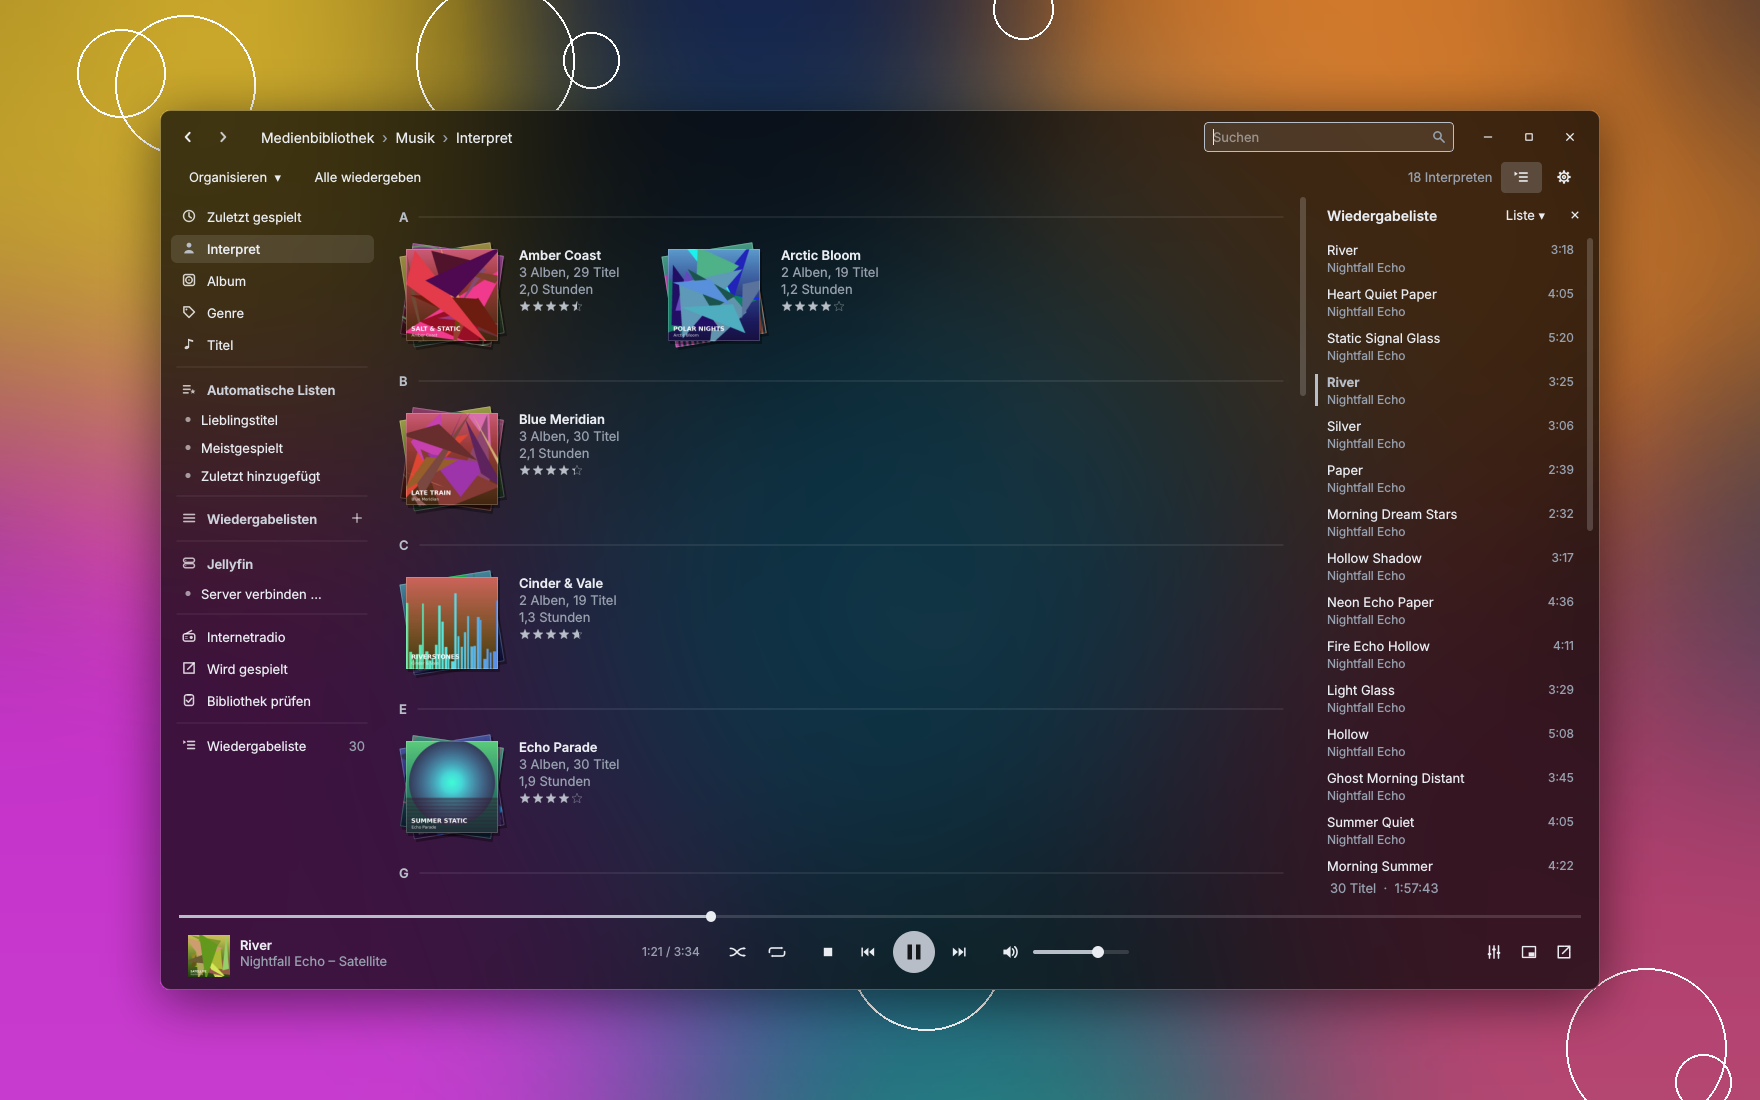 Medienbibliothek › Musik › Interpret
Suchen
Organisieren ▾ Alle wiedergeben
18 Interpreten
Zuletzt gespielt
Interpret
Album
Genre
Titel
Automatische Listen
Lieblingstitel
Meistgespielt
Zuletzt hinzugefügt
Wiedergabelisten
Jellyfin
Server verbinden ...
Internetradio
Wird gespielt
Bibliothek prüfen
Wiedergabeliste 30
A
SALT & STATIC
Amber Coast
Amber Coast
3 Alben, 29 Titel
2,0 Stunden
POLAR NIGHTS
Arctic Bloom
Arctic Bloom
2 Alben, 19 Titel
1,2 Stunden
B
LATE TRAIN
Blue Meridian
Blue Meridian
3 Alben, 30 Titel
2,1 Stunden
C
RIVERSTONES
Cinder & Vale
2 Alben, 19 Titel
1,3 Stunden
E
SUMMER STATIC
Echo Parade
Echo Parade
3 Alben, 30 Titel
1,9 Stunden
G
Wiedergabeliste Liste ▾
River 3:18
Nightfall Echo
Heart Quiet Paper 4:05
Nightfall Echo
Static Signal Glass 5:20
Nightfall Echo
River 3:25
Nightfall Echo
Silver 3:06
Nightfall Echo
Paper 2:39
Nightfall Echo
Morning Dream Stars 2:32
Nightfall Echo
Hollow Shadow 3:17
Nightfall Echo
Neon Echo Paper 4:36
Nightfall Echo
Fire Echo Hollow 4:11
Nightfall Echo
Light Glass 3:29
Nightfall Echo
Hollow 5:08
Nightfall Echo
Ghost Morning Distant 3:45
Nightfall Echo
Summer Quiet 4:05
Nightfall Echo
Morning Summer 4:22
30 Titel · 1:57:43
River
Nightfall Echo – Satellite
1:21 / 3:34